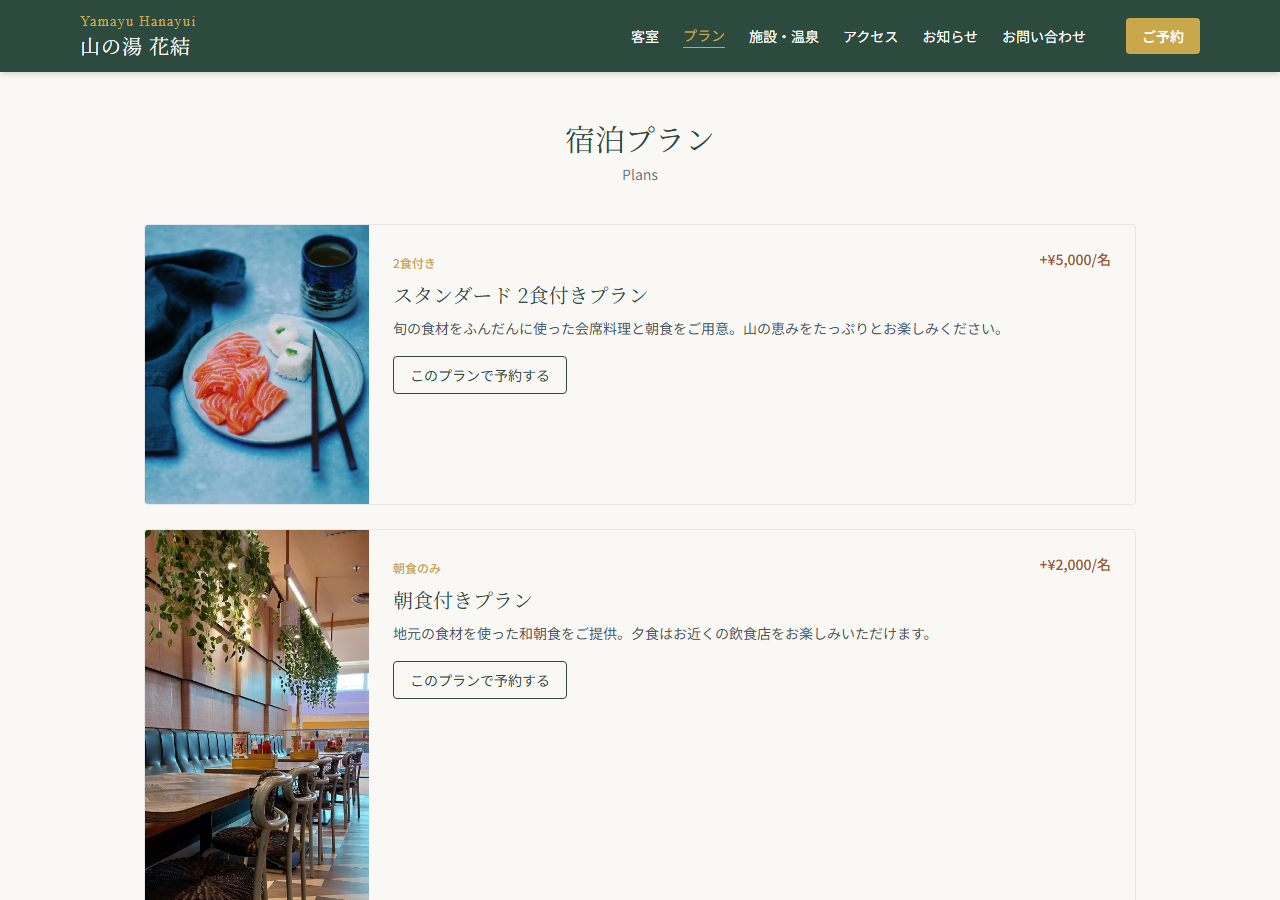 Yamayu Hanayui
山の湯 花結
客室 プラン 施設・温泉 アクセス お知らせ お問い合わせ ご予約
宿泊プラン
Plans
2食付き
+¥5,000/名
スタンダード 2食付きプラン
旬の食材をふんだんに使った会席料理と朝食をご用意。山の恵みをたっぷりとお楽しみください。
このプランで予約する
朝食のみ
+¥2,000/名
朝食付きプラン
地元の食材を使った和朝食をご提供。夕食はお近くの飲食店をお楽しみいただけます。
このプランで予約する